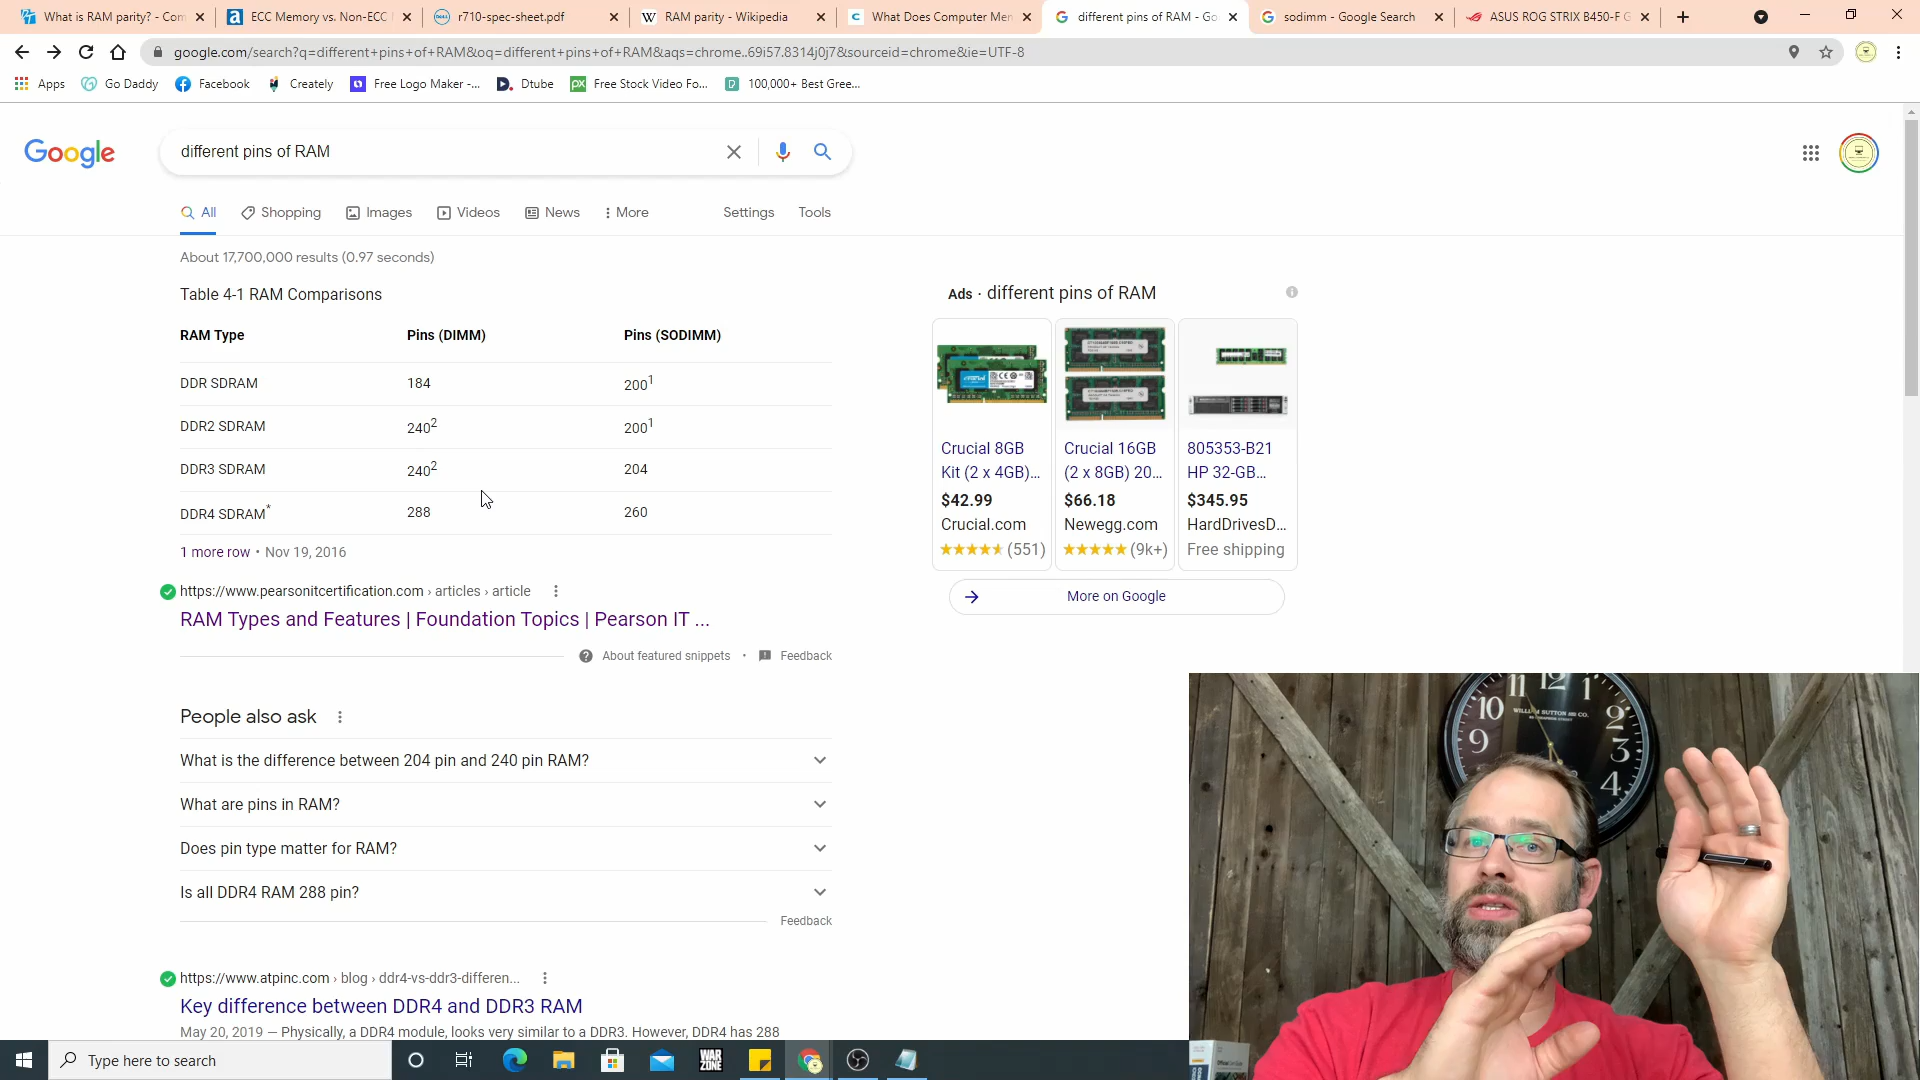 What is RAM parity? - Com
ECC Memory vs. Non-ECC
r710-spec-sheet.pdf
RAM parity - Wikipedia
What Does Computer Mem
different pins of RAM - Go
sodimm - Google Search
ASUS ROG STRIX B450-F G
google.com/search?q=different+pins+of+RAM&oq=different+pins+of+RAM&aqs=chrome..69i57.8314j0j7&sourceid=chrome&ie=UTF-8
Apps
Go Daddy
Facebook
Creately
Free Logo Maker -...
Dtube
Free Stock Video Fo...
100,000+ Best Gree...
Google
different pins of RAM
All
Shopping
Images
Videos
News
More
Settings
Tools
About 17,700,000 results (0.97 seconds)
Table 4-1 RAM Comparisons
RAM Type Pins (DIMM) Pins (SODIMM)
DDR SDRAM 184 200¹
DDR2 SDRAM 240² 200¹
DDR3 SDRAM 240² 204
DDR4 SDRAM* 288 260
1 more row • Nov 19, 2016
https://www.pearsonitcertification.com › articles › article
RAM Types and Features | Foundation Topics | Pearson IT ...
About featured snippets • Feedback
People also ask
What is the difference between 204 pin and 240 pin RAM?
What are pins in RAM?
Does pin type matter for RAM?
Is all DDR4 RAM 288 pin?
Feedback
https://www.atpinc.com › blog › ddr4-vs-ddr3-differen...
Key difference between DDR4 and DDR3 RAM
May 20, 2019 — Physically, a DDR4 module, looks very similar to a DDR3. However, DDR4 has 288
Ads · different pins of RAM
Crucial 8GB
Kit (2 x 4GB)...
$42.99
Crucial.com
(551)
Crucial 16GB
(2 x 8GB) 20...
$66.18
Newegg.com
(9k+)
805353-B21
HP 32-GB...
$345.95
HardDrivesD...
Free shipping
More on Google
11 12 1
10
9
4
WILLIAM SUTTON & CO.
Type here to search
WAR
ZONE